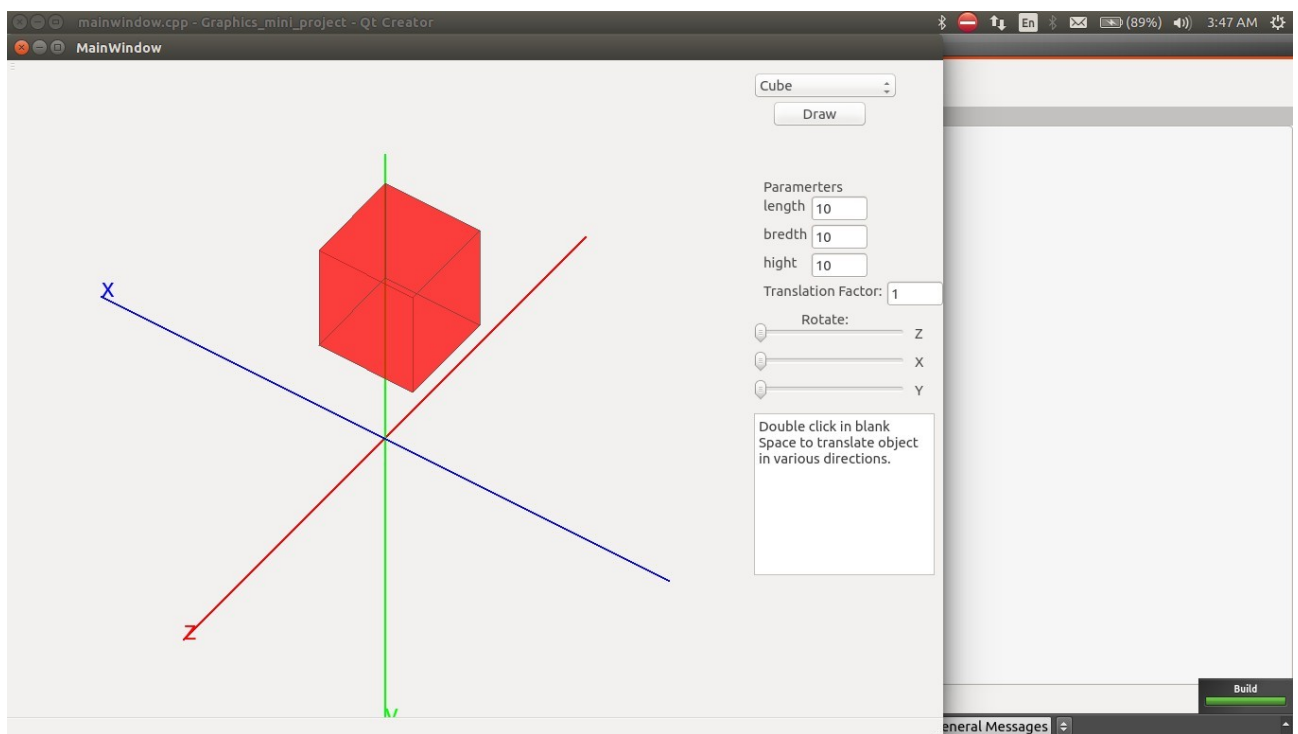 mainwindow.cpp - Graphics_mini_project - Qt Creator
En
(89%)
3:47 AM
MainWindow
Cube
Draw
Paramerters
length 10
bredth 10
hight 10
Translation Factor: 1
Rotate:
Z
X
Y
Double click in blank
Space to translate object
in various directions.
X
Z
Build
eneral Messages